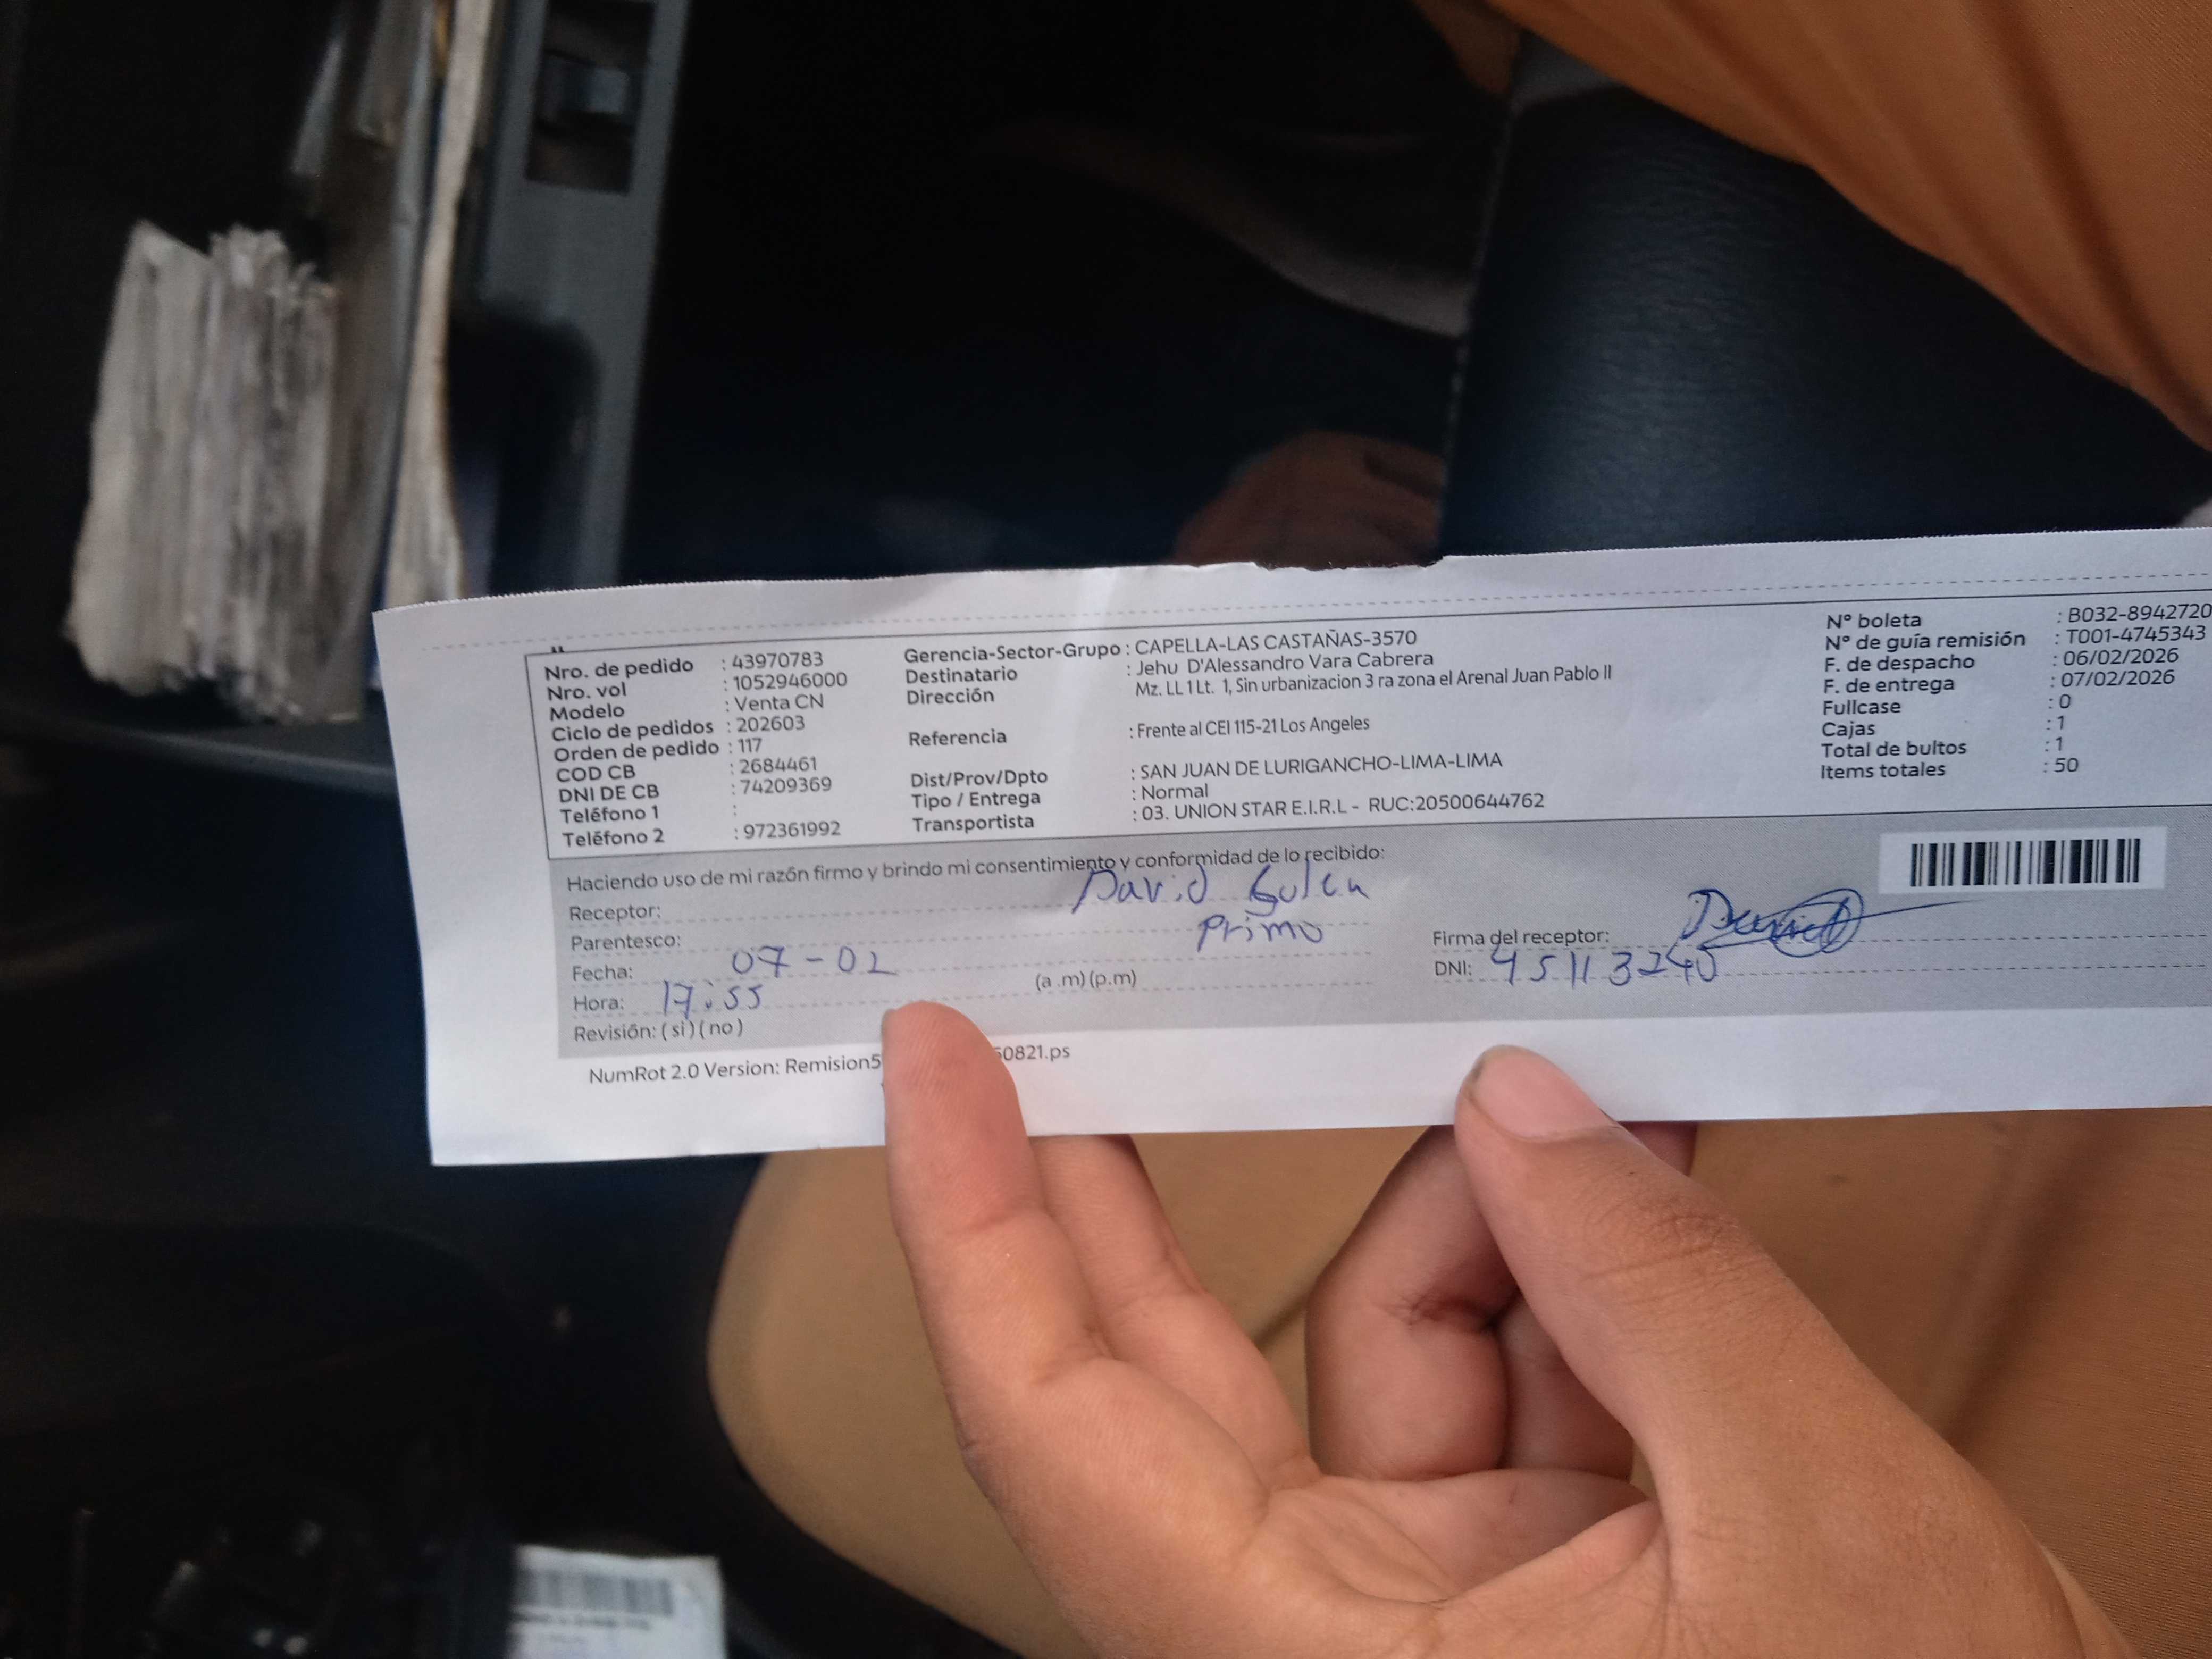 Nro. de pedido : 43970783
Nro. vol : 1052946000
Modelo : Venta CN
Ciclo de pedidos : 202603
Orden de pedido : 117
COD CB : 2684461
DNI DE CB : 74209369
Teléfono 1 :
Teléfono 2 : 972361992
Gerencia-Sector-Grupo : CAPELLA-LAS CASTAÑAS-3570
Destinatario : Jehu D'Alessandro Vara Cabrera
Dirección Mz. LL 1 Lt. 1, Sin urbanizacion 3 ra zona el Arenal Juan Pablo II
Referencia : Frente al CEI 115-21 Los Angeles
Dist/Prov/Dpto : SAN JUAN DE LURIGANCHO-LIMA-LIMA
Tipo / Entrega : Normal
Transportista : 03. UNION STAR E.I.R.L - RUC:20500644762
N° boleta : B032-8942720
N° de guía remisión : T001-4745343
F. de despacho : 06/02/2026
F. de entrega : 07/02/2026
Fullcase : 0
Cajas : 1
Total de bultos : 1
Items totales : 50
Haciendo uso de mi razón firmo y brindo mi consentimiento y conformidad de lo recibido:
Receptor: David
Parentesco: Primo
Fecha: 07-02
Hora: 17:55 (a .m) (p.m)
Revisión: ( si ) ( no )
Firma del receptor:
DNI: 45113240
NumRot 2.0 Version: Remision5 50821.ps